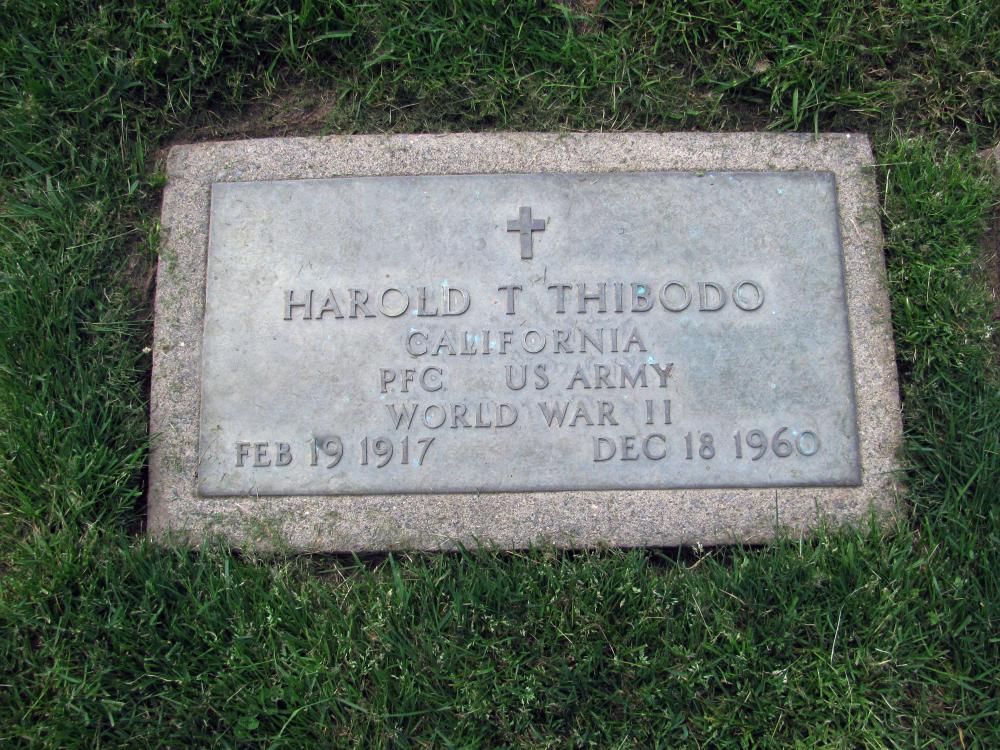 HAROLD T THIBODO
CALIFORNIA
PFC US ARMY
WORLD WAR II
FEB 19 1917 DEC 18 1960